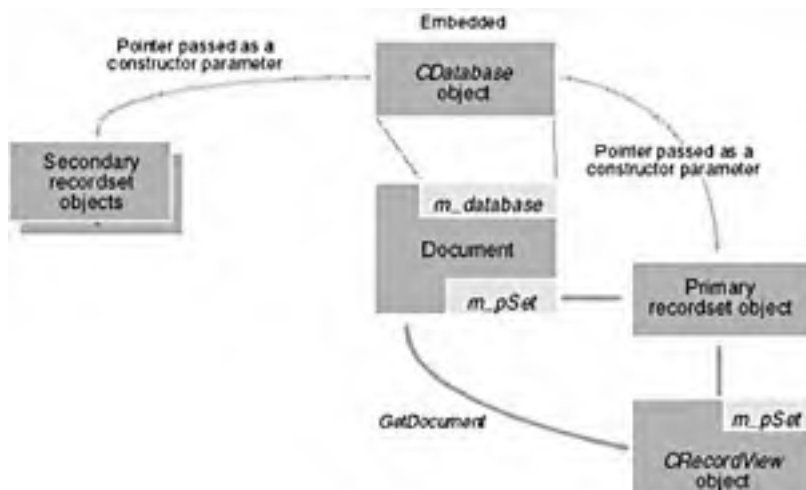 Embedded
Pointer passed as a
constructor parameter
CDatabase
object
Secondary
recordset
objects
Pointer passed as a
constructor parameter
m_database
Document
m_pSet
Primary
recordset object
GetDocument
m_pSet
CRecordView
object